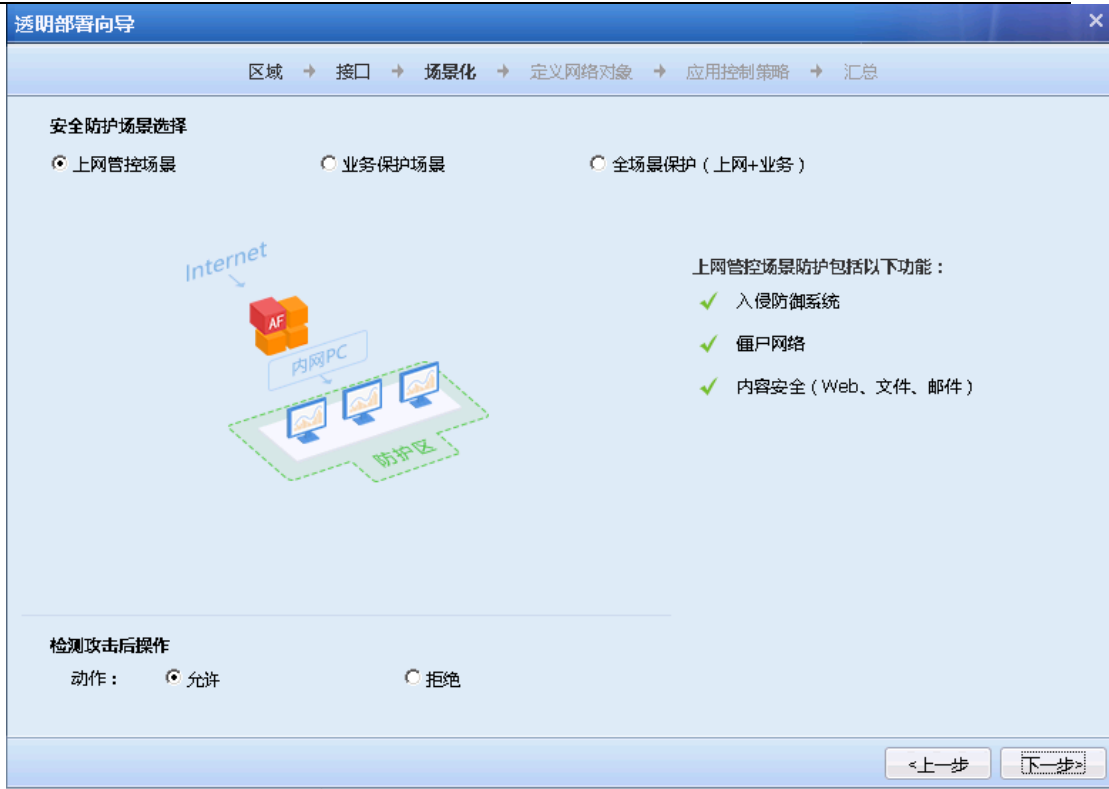 透明部署向导
区域 → 接口 → 场景化 → 定义网络对象 → 应用控制策略 → 汇总
安全防护场景选择
上网管控场景 业务保护场景 全场景保护（上网+业务）
Internet
AF
内网PC
防护区
上网管控场景防护包括以下功能：
入侵防御系统
僵尸网络
内容安全（Web、文件、邮件）
检测攻击后操作
动作： 允许 拒绝
<上一步 下一步>